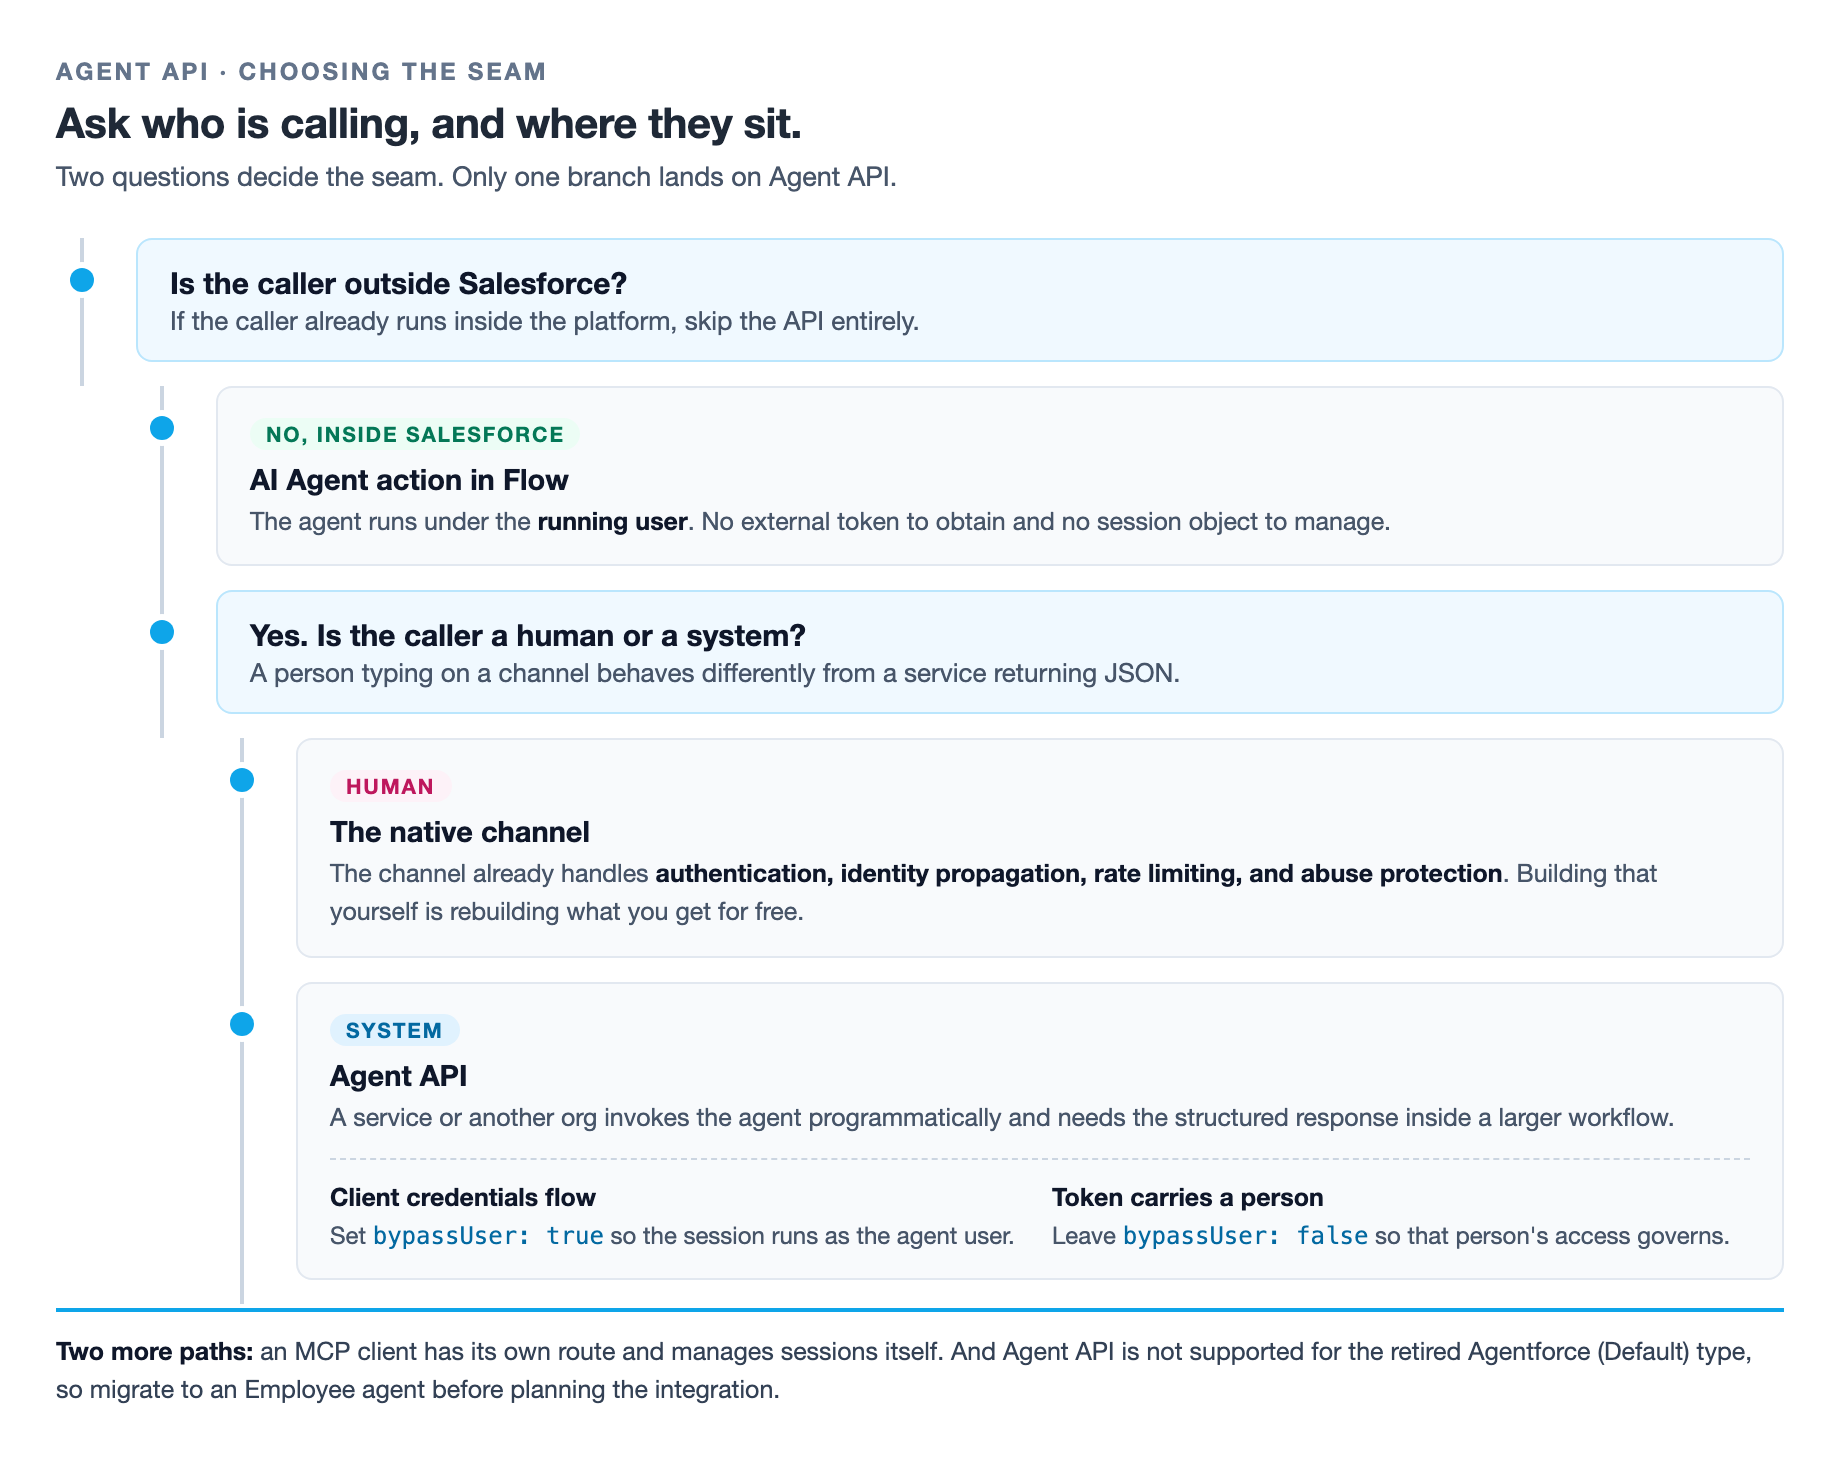 AGENT API · CHOOSING THE SEAM
Ask who is calling, and where they sit.
Two questions decide the seam. Only one branch lands on Agent API.
Is the caller outside Salesforce?
If the caller already runs inside the platform, skip the API entirely.
NO, INSIDE SALESFORCE
AI Agent action in Flow
The agent runs under the running user. No external token to obtain and no session object to manage.
Yes. Is the caller a human or a system?
A person typing on a channel behaves differently from a service returning JSON.
HUMAN
The native channel
The channel already handles authentication, identity propagation, rate limiting, and abuse protection. Building that
yourself is rebuilding what you get for free.
SYSTEM
Agent API
A service or another org invokes the agent programmatically and needs the structured response inside a larger workflow.
Client credentials flow
Set bypassUser: true so the session runs as the agent user.
Token carries a person
Leave bypassUser: false so that person's access governs.
Two more paths: an MCP client has its own route and manages sessions itself. And Agent API is not supported for the retired Agentforce (Default) type,
so migrate to an Employee agent before planning the integration.